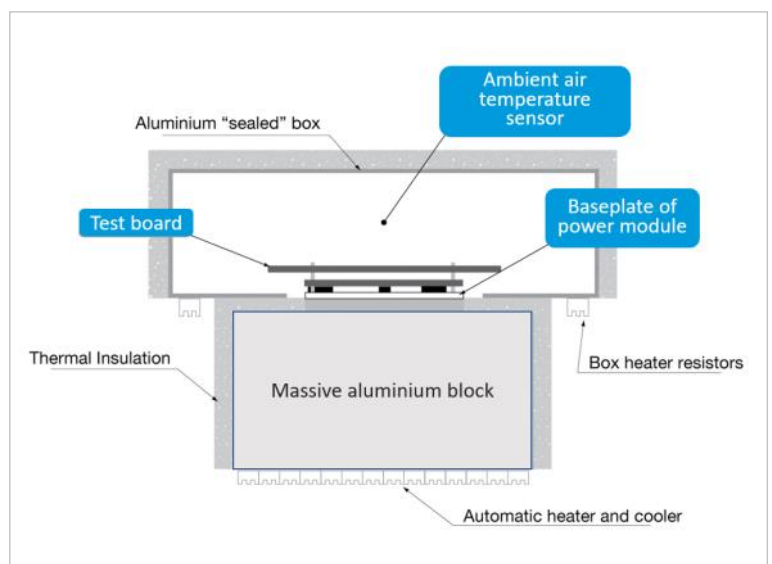 Ambient air
temperature
sensor
Aluminium “sealed” box
Test board
Baseplate of
power module
Thermal Insulation
Box heater resistors
Massive aluminium block
Automatic heater and cooler